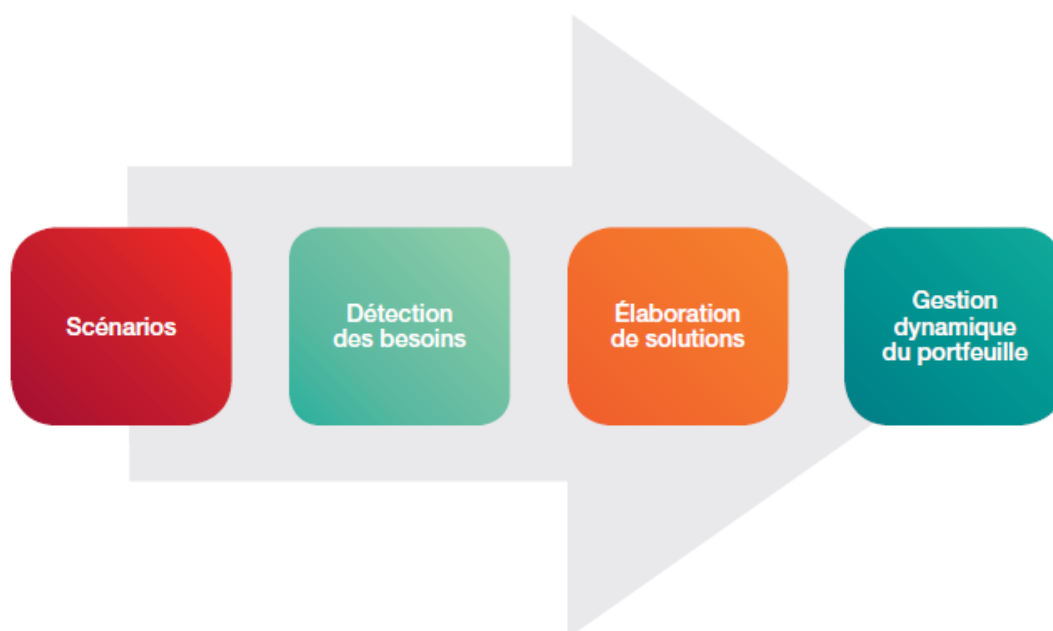 Scénarios
Détection
des besoins
Élaboration
de solutions
Gestion
dynamique
du portfeuille